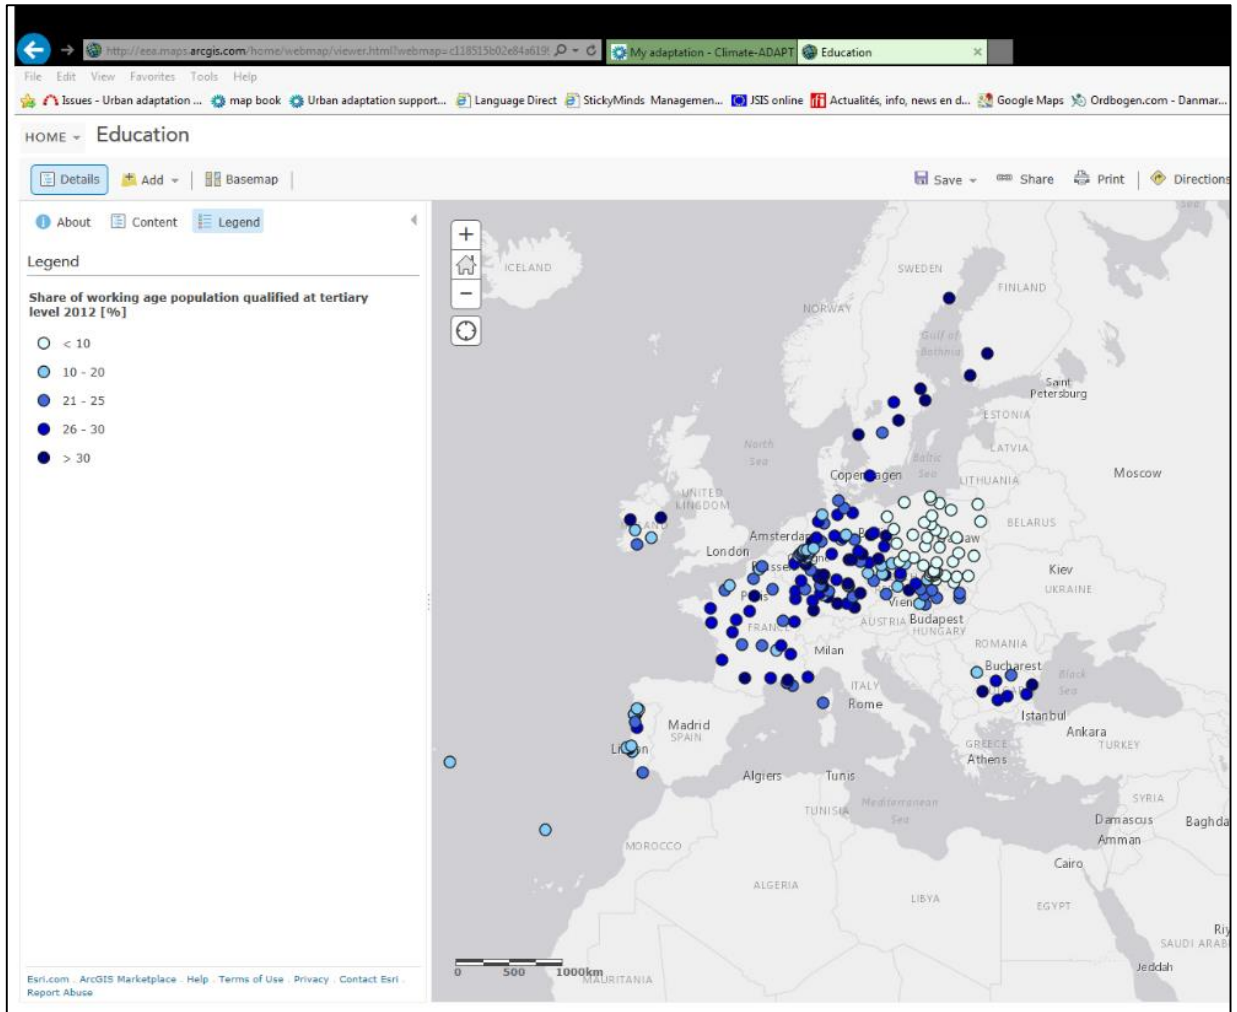 http://eea.maps.arcgis.com/home/webmap/viewer.html?webmap=c118515b02e84a619
My adaptation - Climate-ADAPT
Education
File Edit View Favorites Tools Help
Issues - Urban adaptation ... map book Urban adaptation support... Language Direct StickyMinds Managemen... JSIS online Actualités, info, news en d... Google Maps Ordbogen.com - Danmar...
HOME Education
Details Add Basemap Save Share Print Directions
About Content Legend
Legend
Share of working age population qualified at tertiary
level 2012 [%]
< 10
10 - 20
21 - 25
26 - 30
> 30
Sea
ICELAND
SWEDEN
FINLAND
NORWAY
Gulf of
Bothnia
Saint
Petersburg
ESTONIA
North
Sea
LATVIA
Baltic
Sea
Moscow
Copenhagen
LITHUANIA
UNITED
KINGDOM
BELARUS
Amsterdam
London
Kiev
UKRAINE
Paris
Vienna
AUSTRIA
Budapest
HUNGARY
FRANCE
ROMANIA
Milan
Bucharest
Black
Sea
ITALY
Rome
Istanbul
Madrid
SPAIN
Ankara
TURKEY
Lisbon
GREECE
Athens
Algiers
Tunis
SYRIA
Mediterranean
Sea
TUNISIA
Damascus
Baghda
Amman
MOROCCO
Cairo
ALGERIA
LIBYA
EGYPT
Riy
SAUDI ARAB
Jeddah
0 500 1000km
MAURITANIA
Esri.com . ArcGIS Marketplace . Help . Terms of Use . Privacy . Contact Esri .
Report Abuse